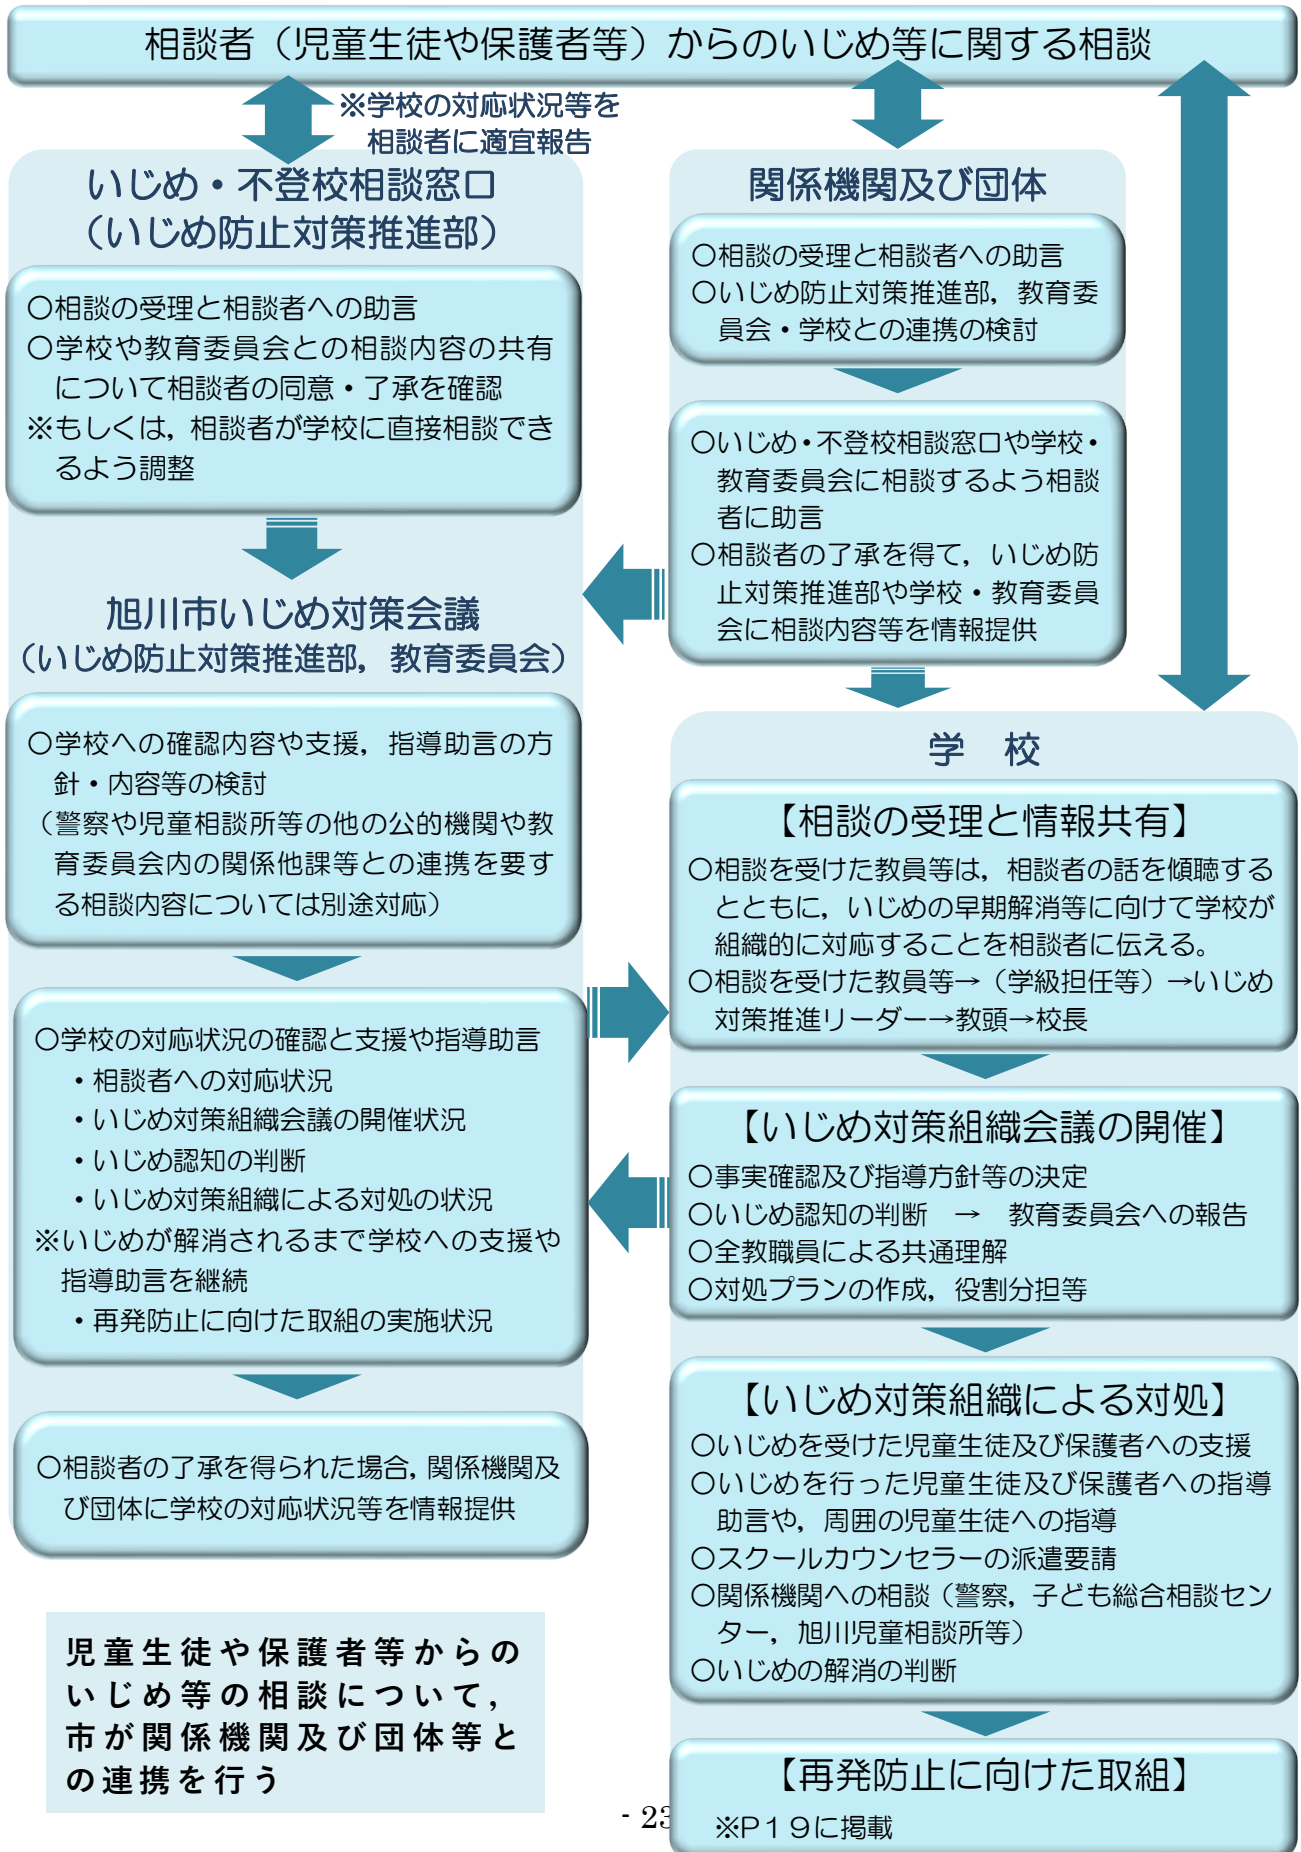 相談者（児童生徒や保護者等）からのいじめ等に関する相談
※学校の対応状況等を
相談者に適宜報告
いじめ・不登校相談窓口
（いじめ防止対策推進部）
〇相談の受理と相談者への助言
〇学校や教育委員会との相談内容の共有
について相談者の同意・了承を確認
※もしくは，相談者が学校に直接相談でき
るよう調整
旭川市いじめ対策会議
（いじめ防止対策推進部，教育委員会）
〇学校への確認内容や支援，指導助言の方
針・内容等の検討
（警察や児童相談所等の他の公的機関や教
育委員会内の関係他課等との連携を要す
る相談内容については別途対応）
〇学校の対応状況の確認と支援や指導助言
・相談者への対応状況
・いじめ対策組織会議の開催状況
・いじめ認知の判断
・いじめ対策組織による対処の状況
※いじめが解消されるまで学校への支援や
指導助言を継続
・再発防止に向けた取組の実施状況
〇相談者の了承を得られた場合，関係機関及
び団体に学校の対応状況等を情報提供
児童生徒や保護者等からの
いじめ等の相談について，
市が関係機関及び団体等と
の連携を行う
関係機関及び団体
〇相談の受理と相談者への助言
〇いじめ防止対策推進部，教育委
員会・学校との連携の検討
〇いじめ・不登校相談窓口や学校・
教育委員会に相談するよう相談
者に助言
〇相談者の了承を得て，いじめ防
止対策推進部や学校・教育委員
会に相談内容等を情報提供
学　校
【相談の受理と情報共有】
〇相談を受けた教員等は，相談者の話を傾聴する
とともに，いじめの早期解消等に向けて学校が
組織的に対応することを相談者に伝える。
〇相談を受けた教員等→（学級担任等）→いじめ
対策推進リーダー→教頭→校長
【いじめ対策組織会議の開催】
〇事実確認及び指導方針等の決定
〇いじめ認知の判断　→　教育委員会への報告
〇全教職員による共通理解
〇対処プランの作成，役割分担等
【いじめ対策組織による対処】
〇いじめを受けた児童生徒及び保護者への支援
〇いじめを行った児童生徒及び保護者への指導
助言や，周囲の児童生徒への指導
〇スクールカウンセラーの派遣要請
〇関係機関への相談（警察，子ども総合相談セン
ター，旭川児童相談所等）
〇いじめの解消の判断
【再発防止に向けた取組】
※P１９に掲載
- 23